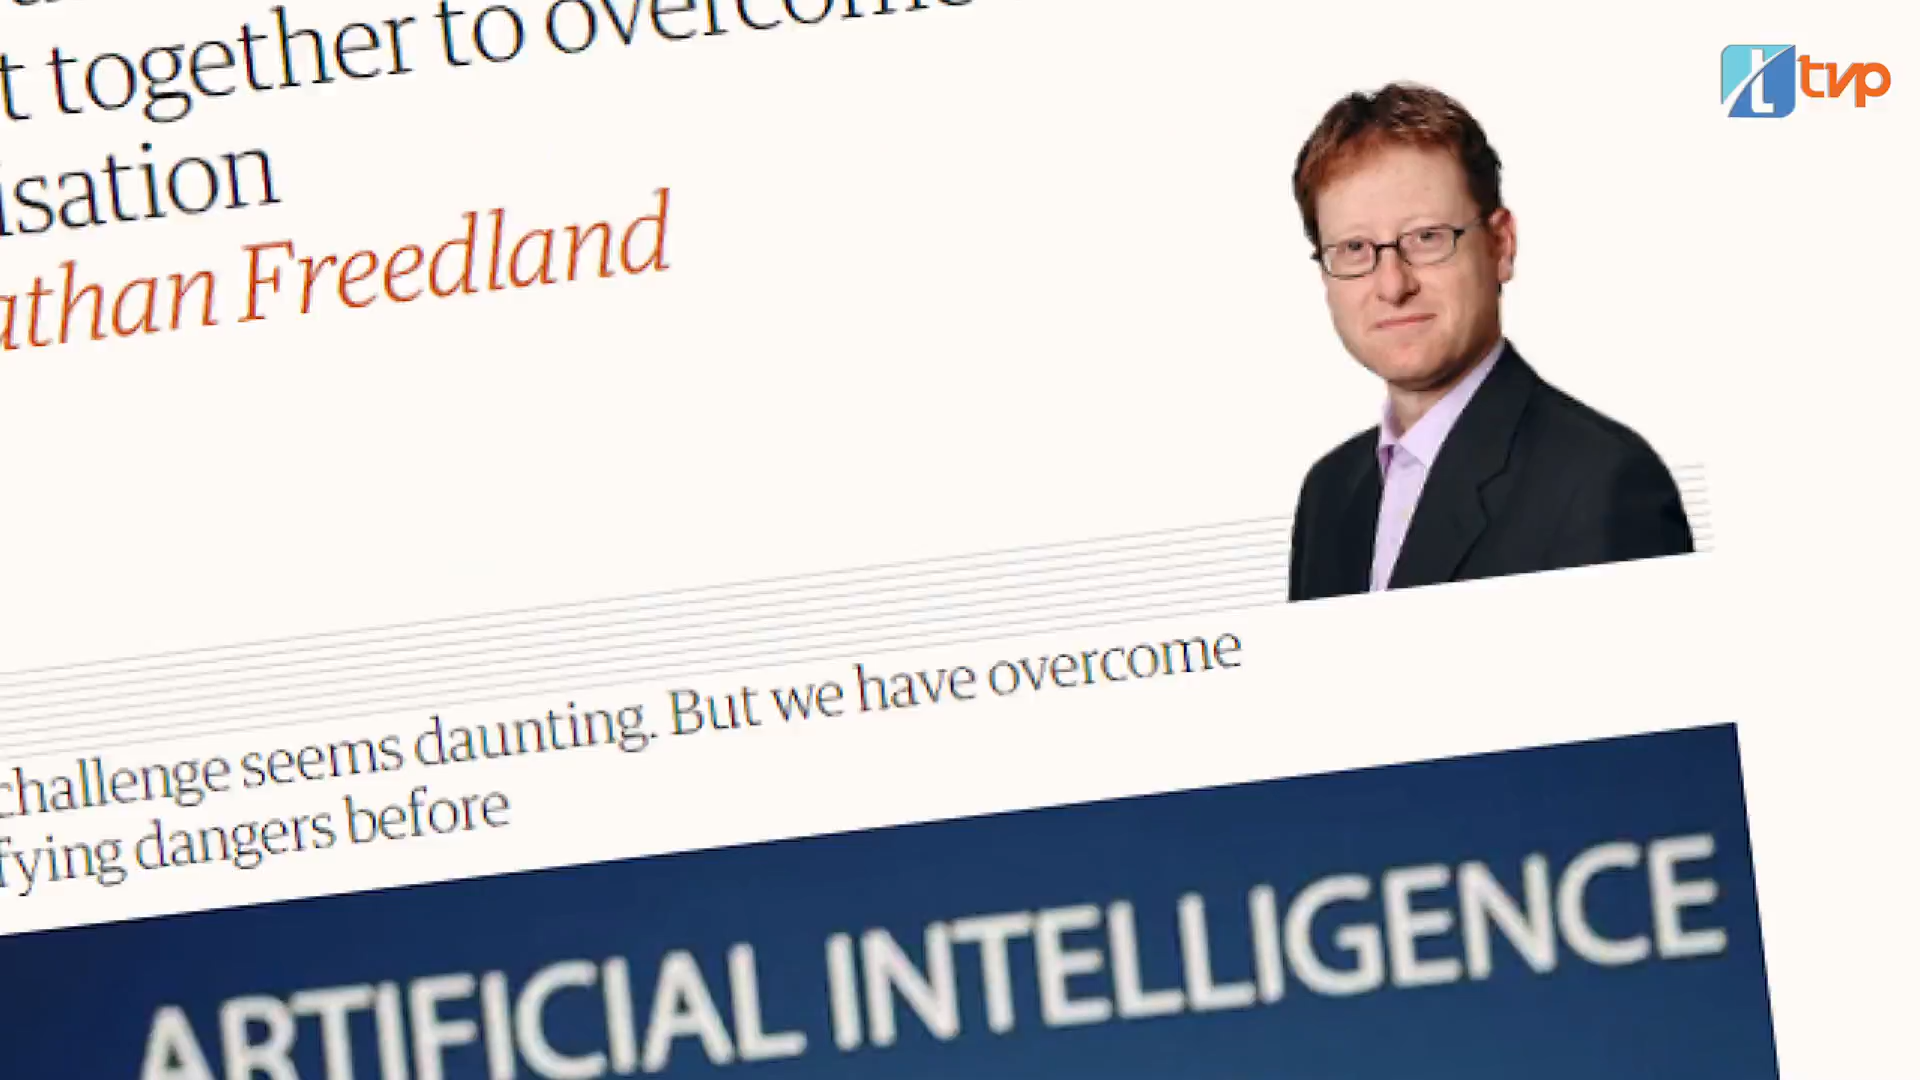 t together to overcome
isation
athan Freedland
challenge seems daunting. But we have overcome
fying dangers before
ARTIFICIAL INTELLIGENCE
t tvp